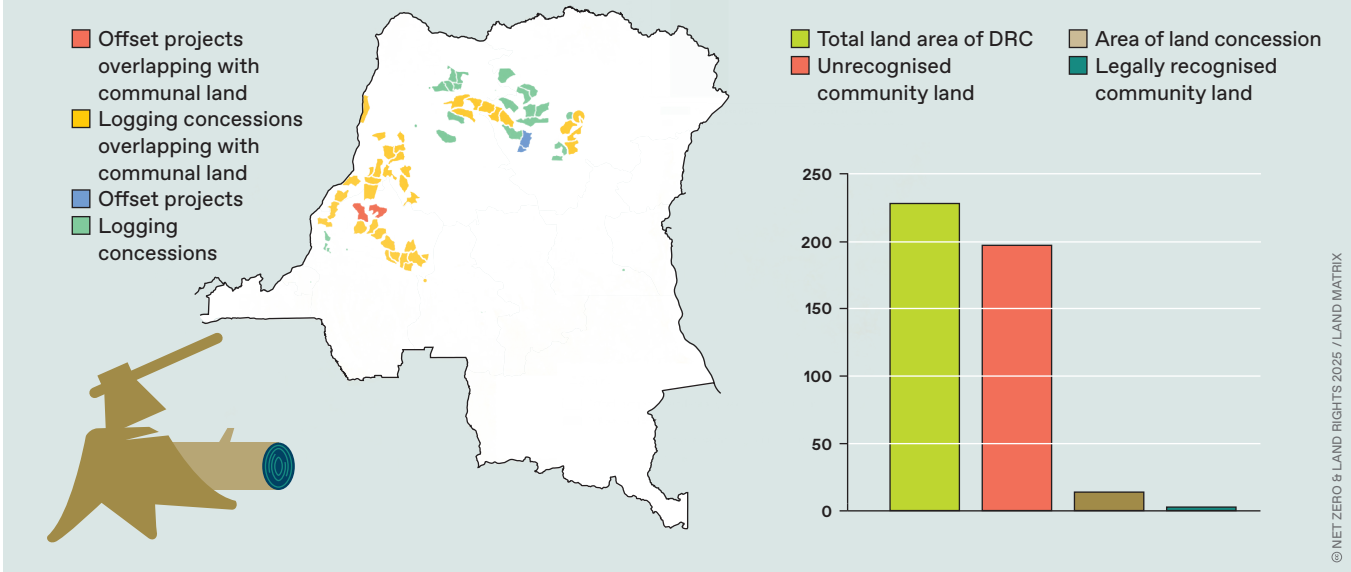 Offset projects
overlapping with
communal land
Logging concessions
overlapping with
communal land
Offset projects
Logging
concessions
Total land area of DRC
Unrecognised
community land
Area of land concession
Legally recognised
community land
250
200
150
100
50
0
© NET ZERO & LAND RIGHTS 2025 / LAND MATRIX